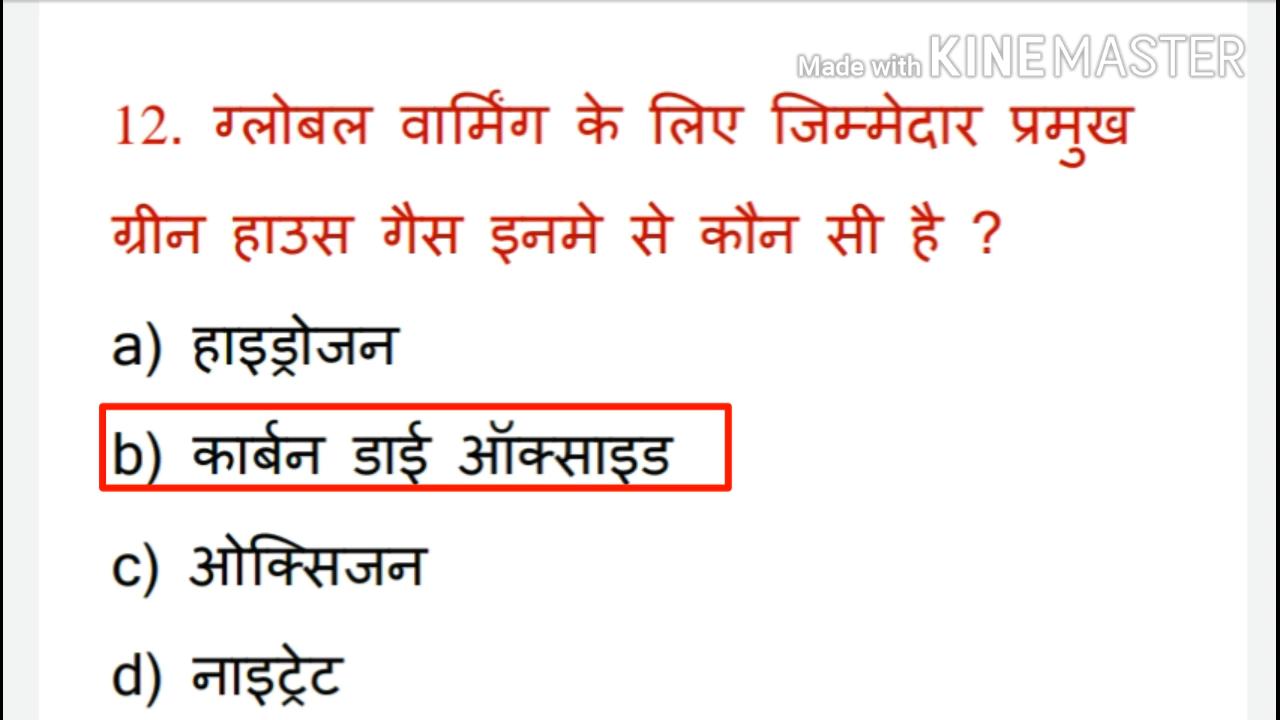 Made with KINEMASTER
12. ग्लोबल वार्मिंग के लिए जिम्मेदार प्रमुख
ग्रीन हाउस गैस इनमे से कौन सी है ?
a) हाइड्रोजन
b) कार्बन डाई ऑक्साइड
c) ओक्सिजन
d) नाइट्रेट